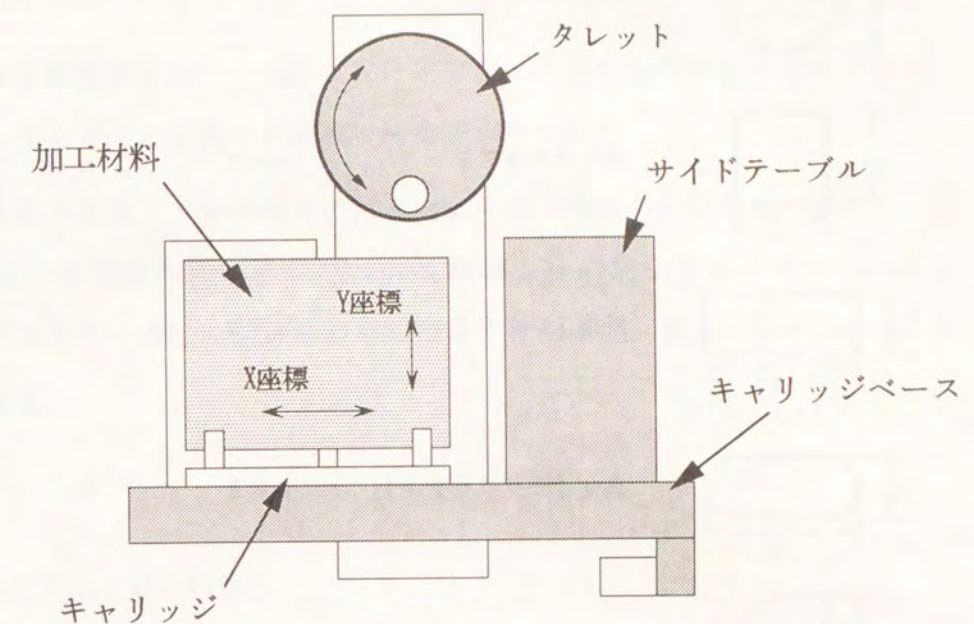 タレット
加工材料
サイドテーブル
Y座標
X座標
キャリッジベース
キャリッジ